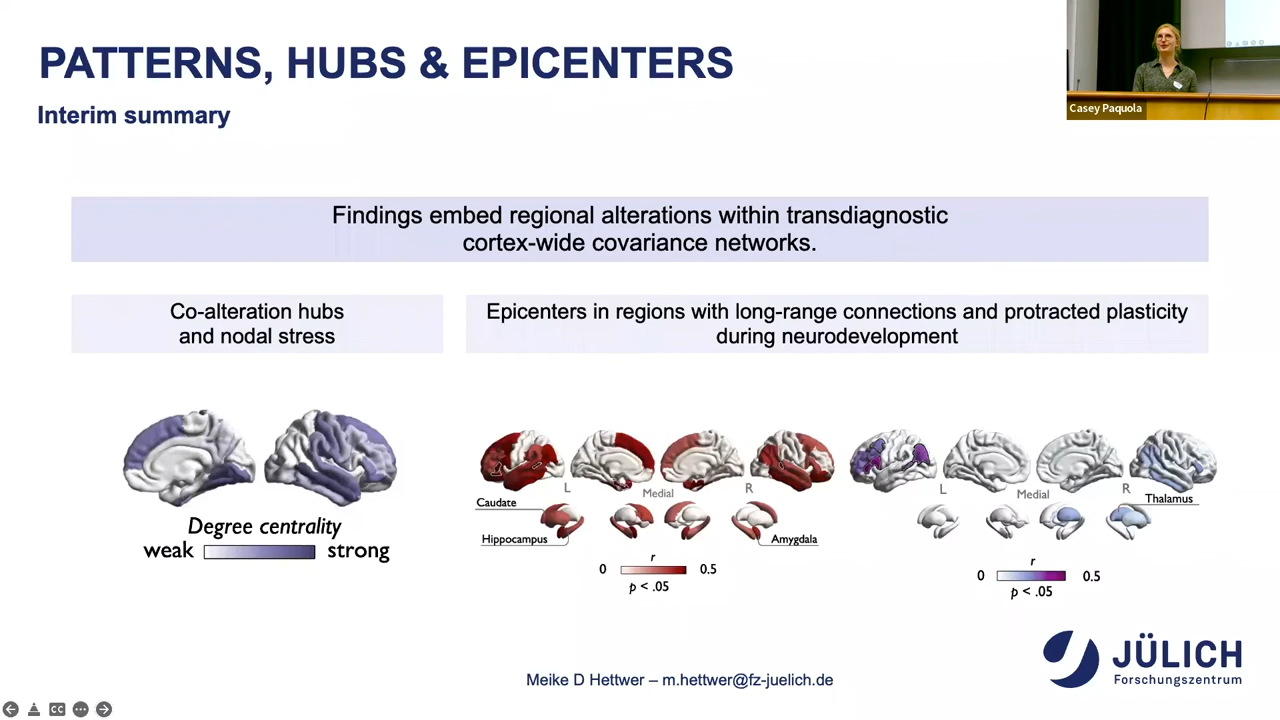 PATTERNS, HUBS & EPICENTERS
Interim summary
Casey Paquola
Findings embed regional alterations within transdiagnostic
cortex-wide covariance networks.
Co-alteration hubs
and nodal stress
Epicenters in regions with long-range connections and protracted plasticity
during neurodevelopment
Degree centrality
weak strong
L Medial R
Caudate
Hippocampus
Amygdala
r
0 0.5
p < .05
L Medial R
Thalamus
r
0 0.5
p < .05
JÜLICH
Forschungszentrum
Meike D Hettwer – m.hettwer@fz-juelich.de
CC